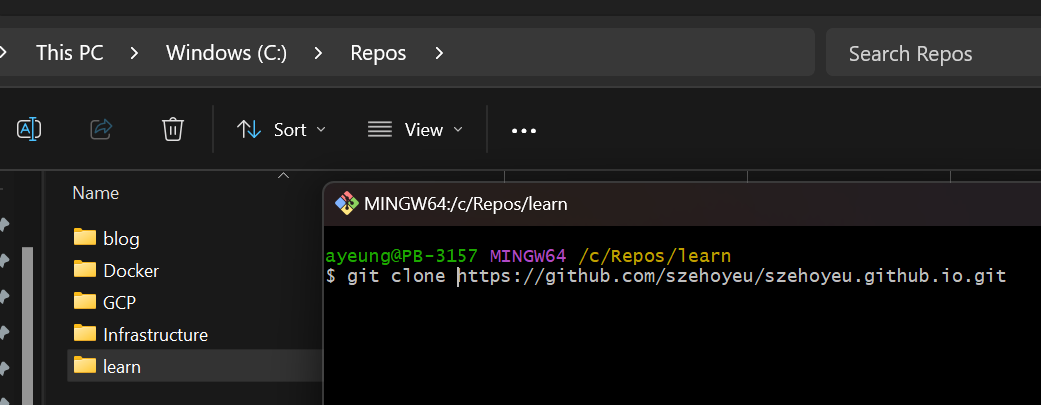 This PC > Windows (C:) > Repos >
Search Repos
Sort
View
Name
blog
Docker
GCP
Infrastructure
learn
MINGW64:/c/Repos/learn
ayeung@PB-3157 MINGW64 /c/Repos/learn
$ git clone https://github.com/szehoyeu/szehoyeu.github.io.git